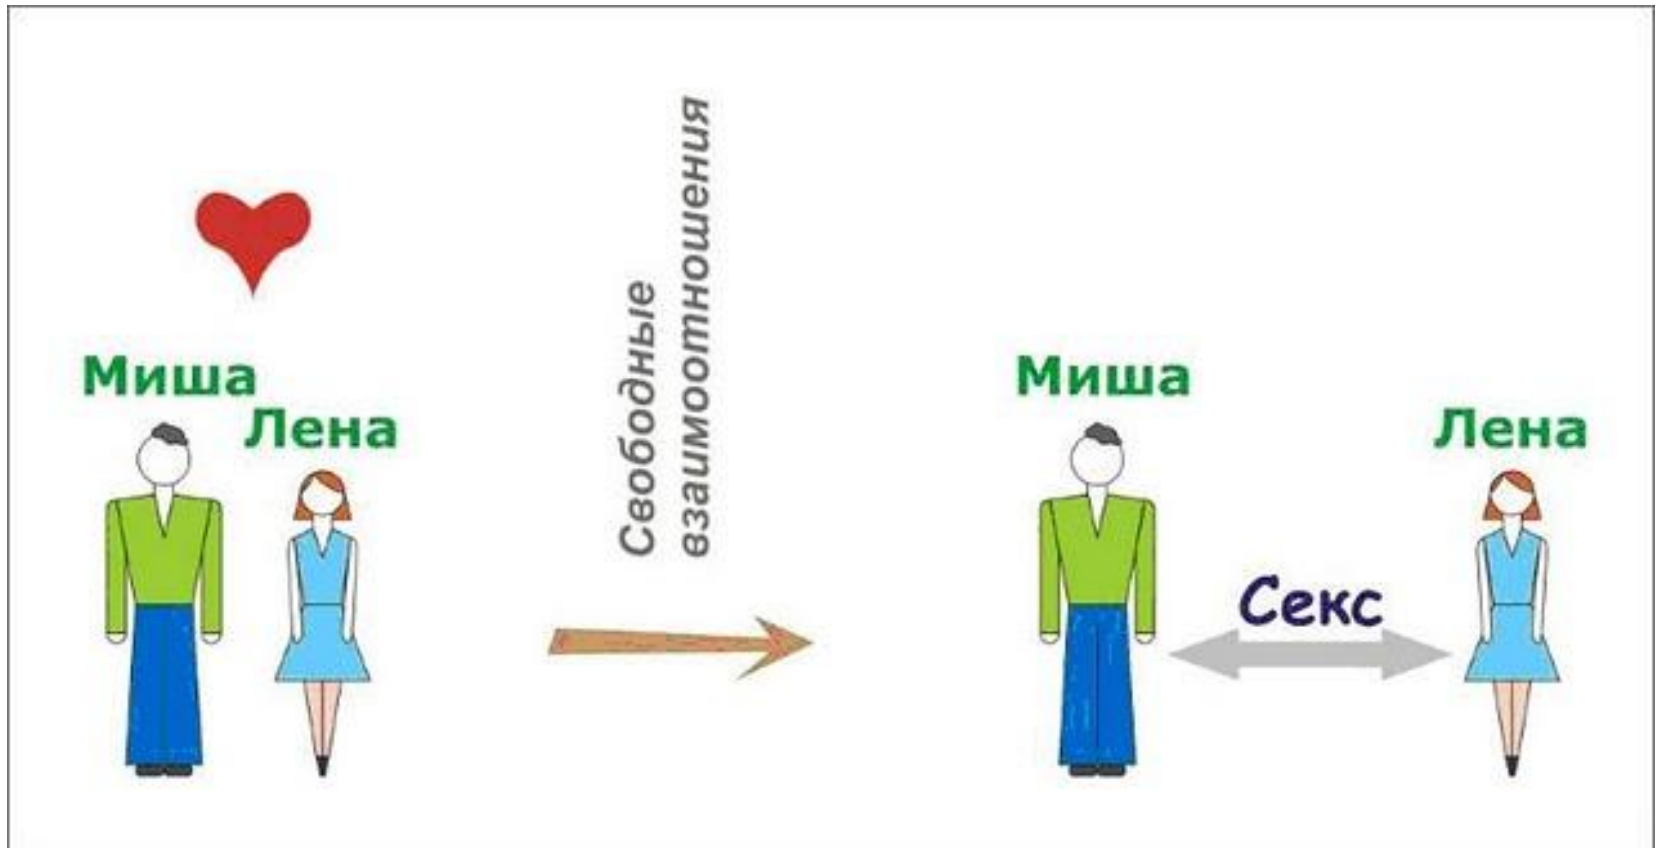 Миша
Лена
Свободные
взаимоотношения
Миша
Лена
Секс